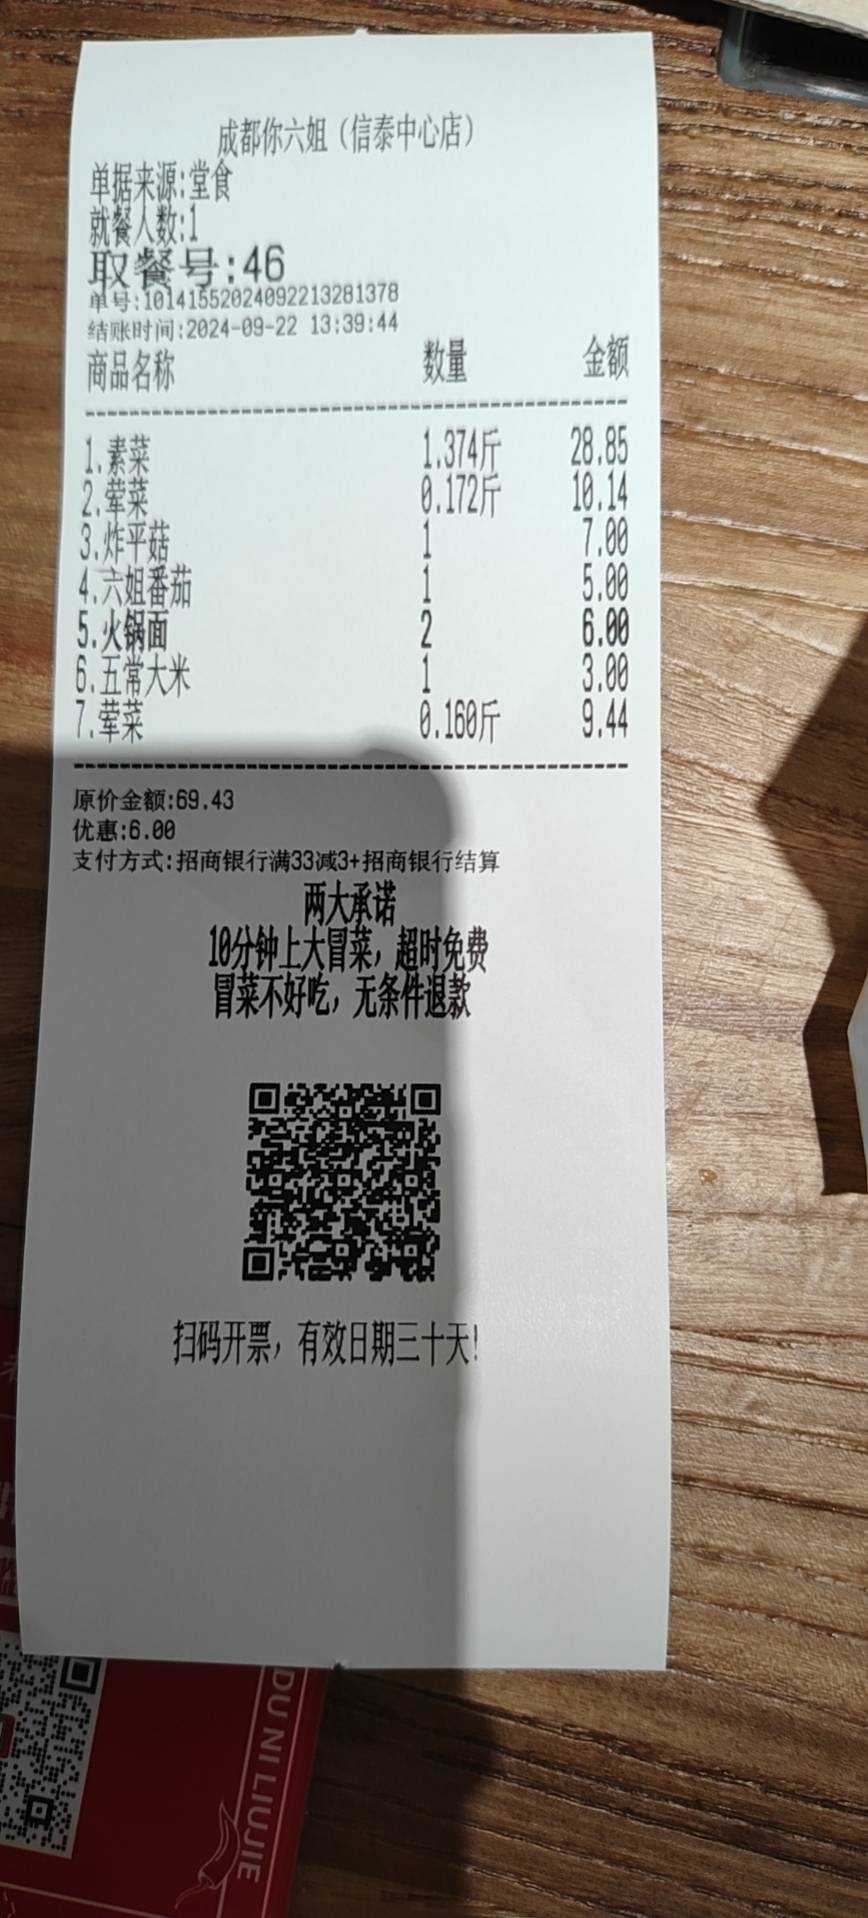 成都你六姐（信泰中心店）
单据来源:堂食
就餐人数:1
取餐号:46
单号:10141552024092213281378
结账时间:2024-09-22 13:39:44
商品名称 数量 金额
1.素菜 1.374斤 28.85
2.荤菜 0.172斤 10.14
3.炸平菇 1 7.00
4.六姐番茄 1 5.00
5.火锅面 2 6.00
6.五常大米 1 3.00
7.荤菜 0.160斤 9.44
原价金额:69.43
优惠:6.00
支付方式:招商银行满33减3+招商银行结算
两大承诺
10分钟上大冒菜，超时免费
冒菜不好吃，无条件退款
扫码开票，有效日期三十天!
DU NI LIUJIE